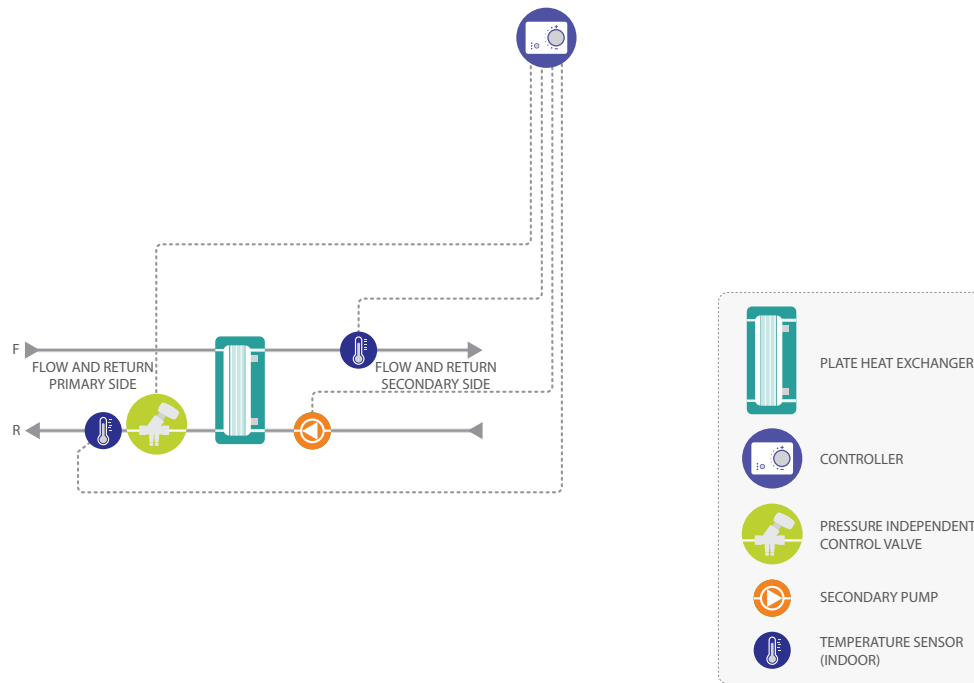 F
FLOW AND RETURN
PRIMARY SIDE
FLOW AND RETURN
SECONDARY SIDE
R
PLATE HEAT EXCHANGER
CONTROLLER
PRESSURE INDEPENDENT
CONTROL VALVE
SECONDARY PUMP
TEMPERATURE SENSOR
(INDOOR)